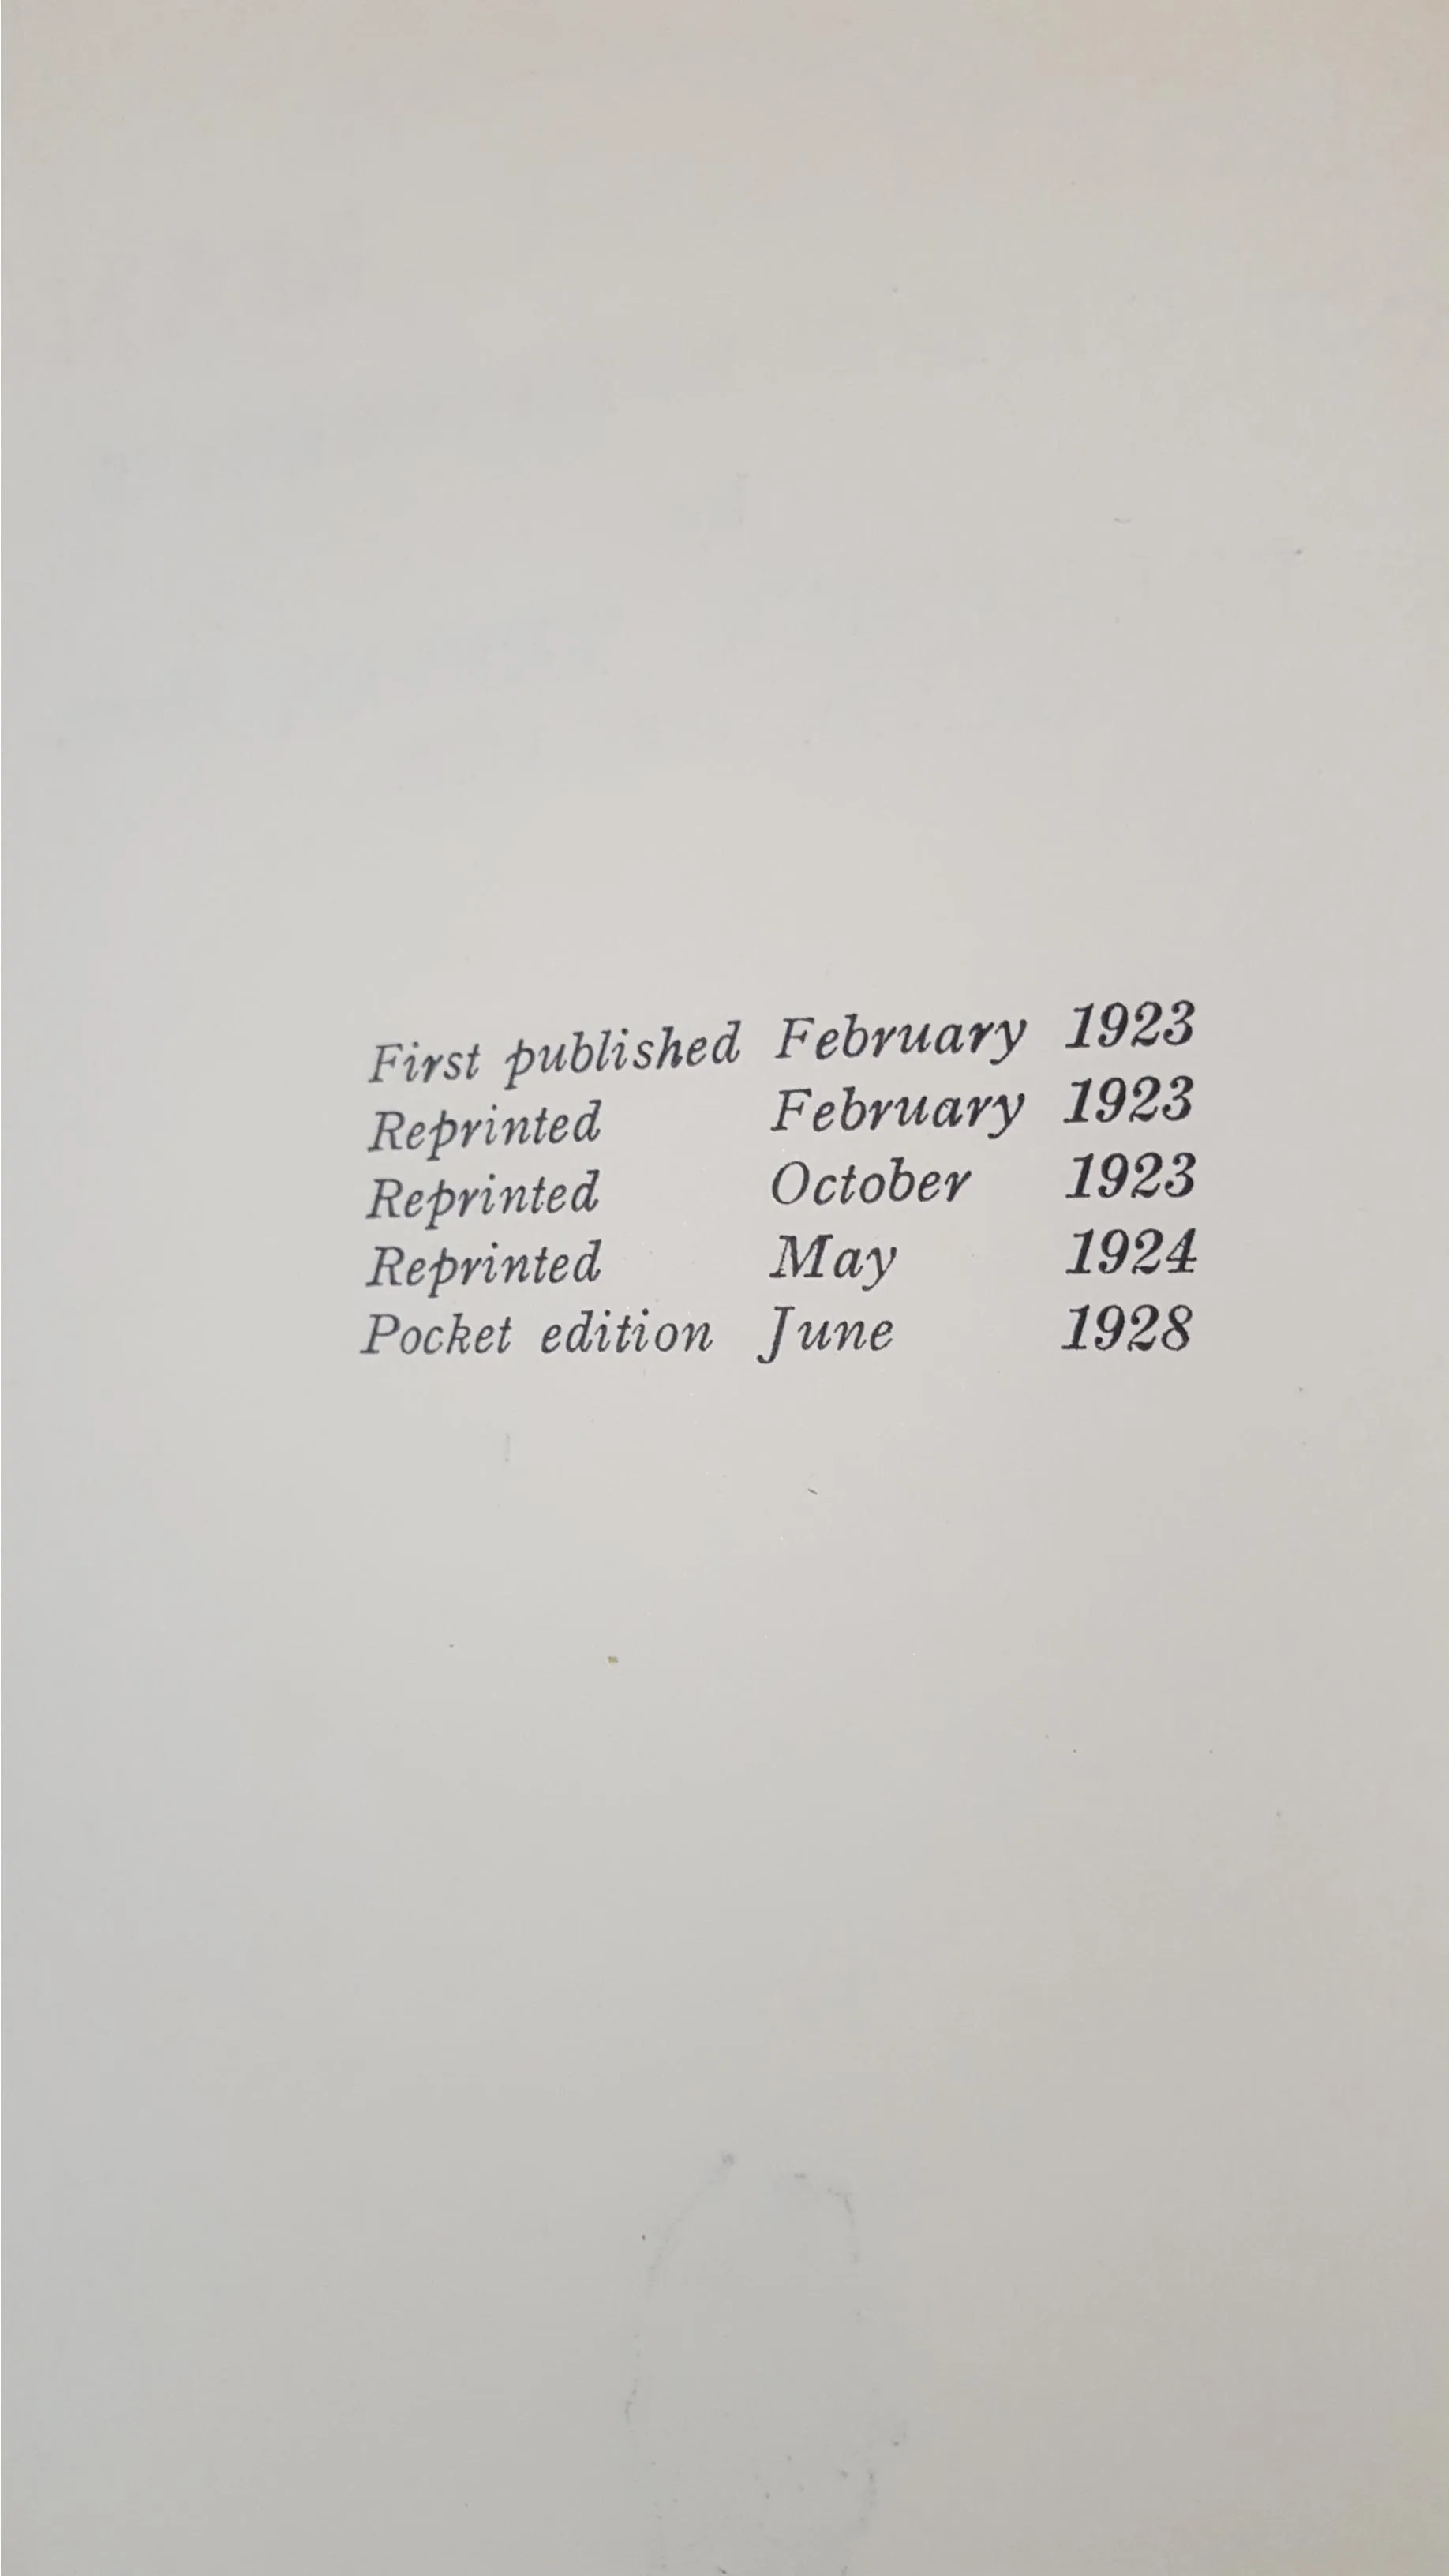 First published February 1923
Reprinted February 1923
Reprinted October 1923
Reprinted May 1924
Pocket edition June 1928